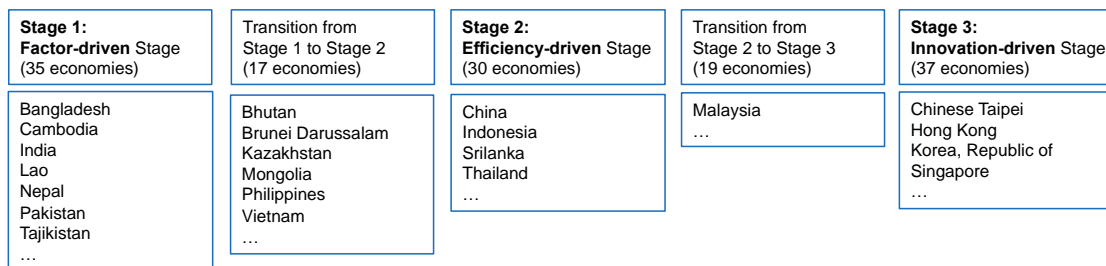 Stage 1:
Factor-driven Stage
(35 economies)
Bangladesh
Cambodia
India
Lao
Nepal
Pakistan
Tajikistan
…
Transition from
Stage 1 to Stage 2
(17 economies)
Bhutan
Brunei Darussalam
Kazakhstan
Mongolia
Philippines
Vietnam
…
Stage 2:
Efficiency-driven Stage
(30 economies)
China
Indonesia
Srilanka
Thailand
…
Transition from
Stage 2 to Stage 3
(19 economies)
Malaysia
…
Stage 3:
Innovation-driven Stage
(37 economies)
Chinese Taipei
Hong Kong
Korea, Republic of
Singapore
…